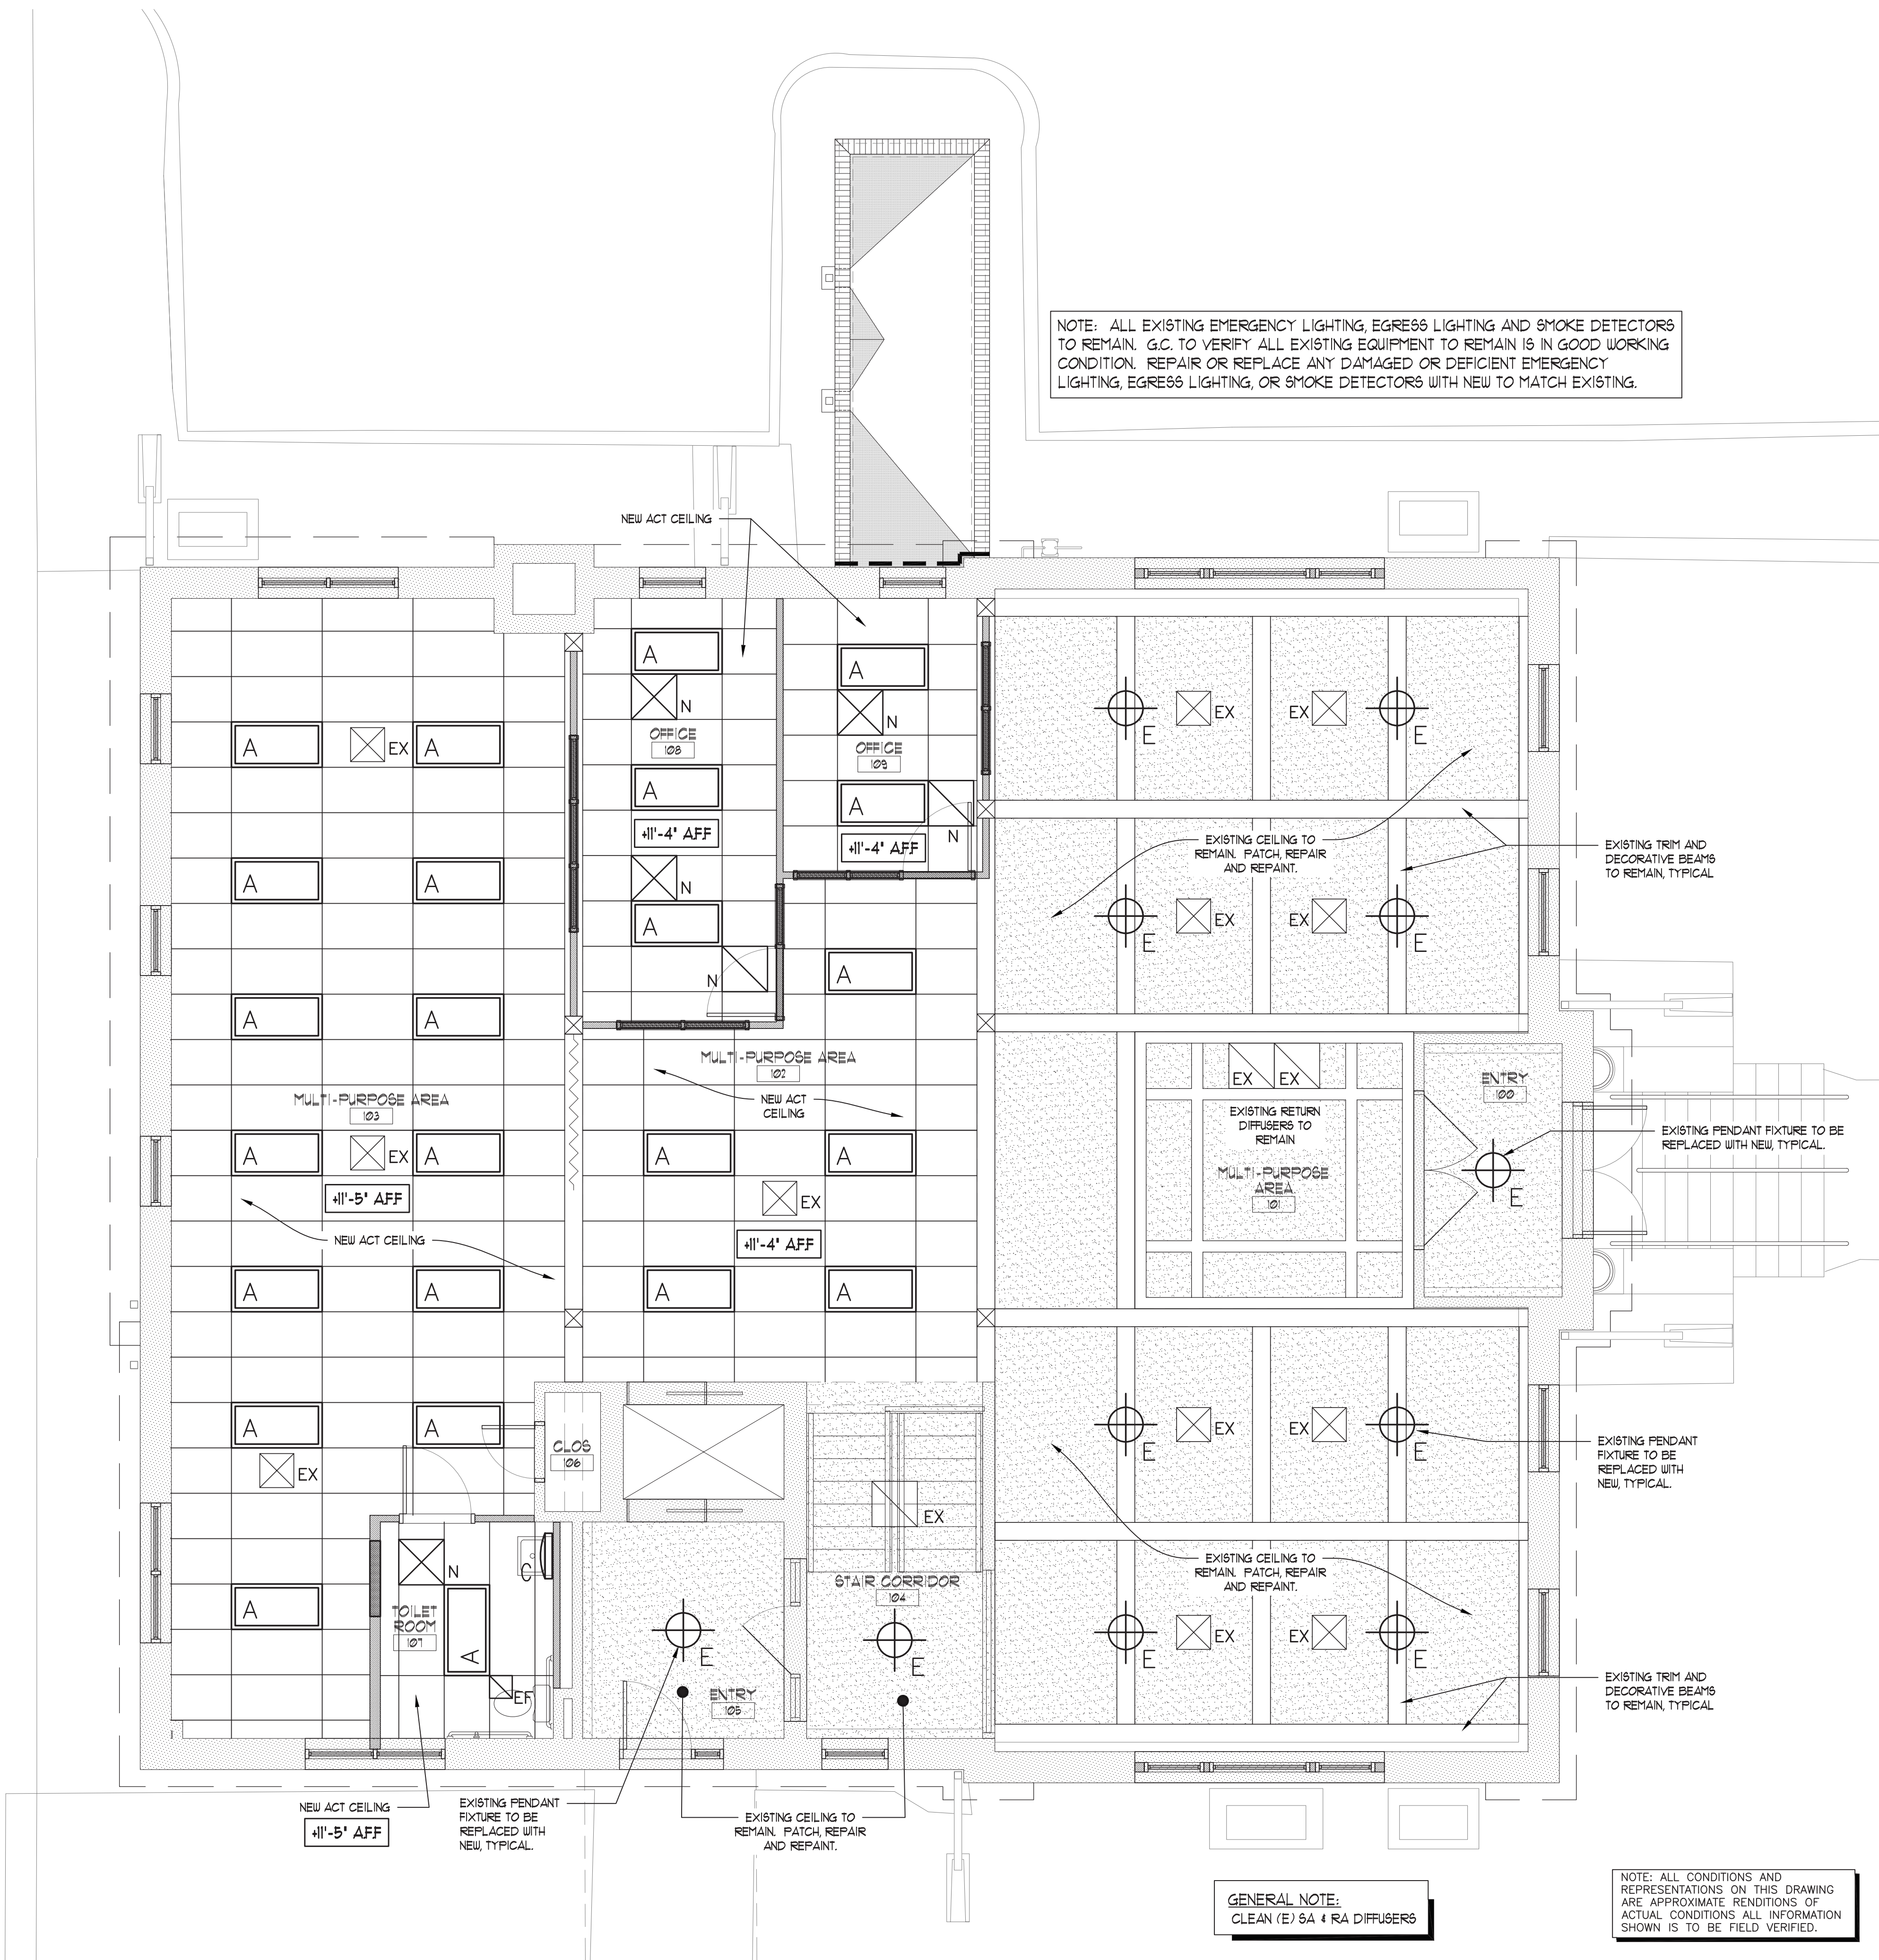 NOTE: ALL EXISTING EMERGENCY LIGHTING, EGRESS LIGHTING AND SMOKE DETECTORS
TO REMAIN. G.C. TO VERIFY ALL EXISTING EQUIPMENT TO REMAIN IS IN GOOD WORKING
CONDITION. REPAIR OR REPLACE ANY DAMAGED OR DEFICIENT EMERGENCY
LIGHTING, EGRESS LIGHTING, OR SMOKE DETECTORS WITH NEW TO MATCH EXISTING.
NEW ACT CEILING
A
A
N
N
OFFICE
108
OFFICE
109
A
EX
A
E
EX
EX
E
A
A
N
+11'-4" A.F.F
+11'-4" A.F.F
EXISTING CEILING TO
REMAIN. PATCH, REPAIR
AND REPAINT.
EXISTING TRIM AND
DECORATIVE BEAMS
TO REMAIN, TYPICAL
A
A
N
A
E
EX
EX
E
N
A
A
A
MULTI-PURPOSE AREA
102
NEW ACT
CEILING
MULTI-PURPOSE AREA
103
EX
EX
EXISTING RETURN
DIFFUSERS TO
REMAIN
MULTI-PURPOSE
AREA
101
ENTRY
100
E
EXISTING PENDANT FIXTURE TO BE
REPLACED WITH NEW, TYPICAL.
A
EX
A
A
A
+11'-5" A.F.F
EX
NEW ACT CEILING
+11'-4" A.F.F
A
A
A
A
A
A
EX
CLOS
106
E
EX
EX
E
EXISTING PENDANT
FIXTURE TO BE
REPLACED WITH
NEW, TYPICAL.
EX
N
C
A
TOILET
ROOM
107
A
EF
STAIR CORRIDOR
104
E
E
ENTRY
105
EXISTING CEILING TO
REMAIN. PATCH, REPAIR
AND REPAINT.
E
EX
EX
E
EXISTING TRIM AND
DECORATIVE BEAMS
TO REMAIN, TYPICAL
NEW ACT CEILING
+11'-5" A.F.F
EXISTING PENDANT
FIXTURE TO BE
REPLACED WITH
NEW, TYPICAL.
EXISTING CEILING TO
REMAIN. PATCH, REPAIR
AND REPAINT.
GENERAL NOTE:
CLEAN (E) SA & RA DIFFUSERS
NOTE: ALL CONDITIONS AND
REPRESENTATIONS ON THIS DRAWING
ARE APPROXIMATE RENDITIONS OF
ACTUAL CONDITIONS ALL INFORMATION
SHOWN IS TO BE FIELD VERIFIED.